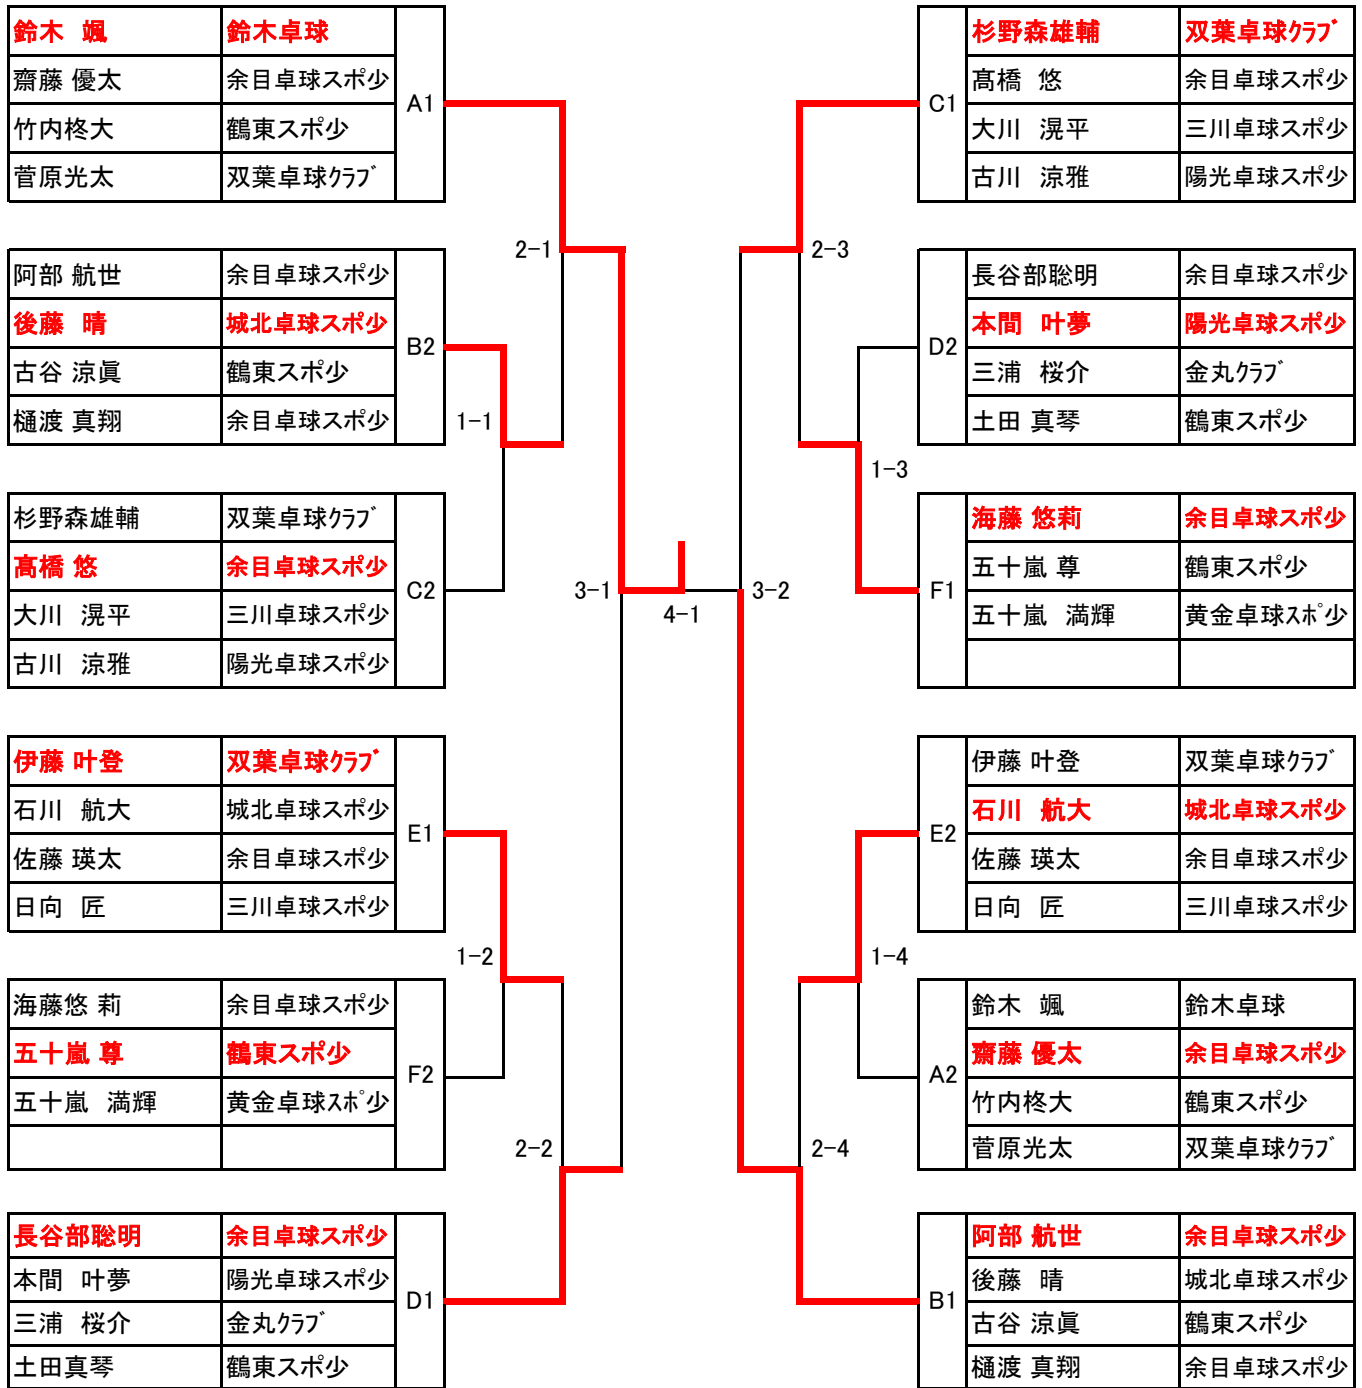 鈴木　颯 鈴木卓球
齋藤 優太 余目卓球スポ少
A1
竹内柊大 鶴東スポ少
菅原光太 双葉卓球ｸﾗﾌﾞ
2-1
阿部 航世 余目卓球スポ少
後藤　晴 城北卓球スポ少
B2
古谷 涼眞 鶴東スポ少
樋渡 真翔 余目卓球スポ少
1-1
杉野森雄輔 双葉卓球ｸﾗﾌﾞ
髙橋 悠 余目卓球スポ少
C2
大川　滉平 三川卓球スポ少
古川　涼雅 陽光卓球スポ少
3-1
4-1
伊藤 叶登 双葉卓球ｸﾗﾌﾞ
石川　航大 城北卓球スポ少
E1
佐藤 瑛太 余目卓球スポ少
日向　匠 三川卓球スポ少
1-2
海藤悠 莉 余目卓球スポ少
五十嵐 尊 鶴東スポ少
F2
五十嵐　満輝 黄金卓球ｽﾎﾟ少
2-2
長谷部聡明 余目卓球スポ少
本間　叶夢 陽光卓球スポ少
D1
三浦　桜介 金丸ｸﾗﾌﾞ
土田真琴 鶴東スポ少
杉野森雄輔 双葉卓球ｸﾗﾌﾞ
髙橋　悠 余目卓球スポ少
C1
大川　滉平 三川卓球スポ少
古川　涼雅 陽光卓球スポ少
2-3
長谷部聡明 余目卓球スポ少
本間　叶夢 陽光卓球スポ少
D2
三浦　桜介 金丸ｸﾗﾌﾞ
土田 真琴 鶴東スポ少
1-3
海藤 悠莉 余目卓球スポ少
五十嵐 尊 鶴東スポ少
F1
五十嵐　満輝 黄金卓球ｽﾎﾟ少
3-2
伊藤 叶登 双葉卓球ｸﾗﾌﾞ
石川　航大 城北卓球スポ少
E2
佐藤 瑛太 余目卓球スポ少
日向　匠 三川卓球スポ少
1-4
鈴木　颯 鈴木卓球
齋藤 優太 余目卓球スポ少
A2
竹内柊大 鶴東スポ少
菅原光太 双葉卓球ｸﾗﾌﾞ
2-4
阿部 航世 余目卓球スポ少
後藤　晴 城北卓球スポ少
B1
古谷 涼眞 鶴東スポ少
樋渡 真翔 余目卓球スポ少